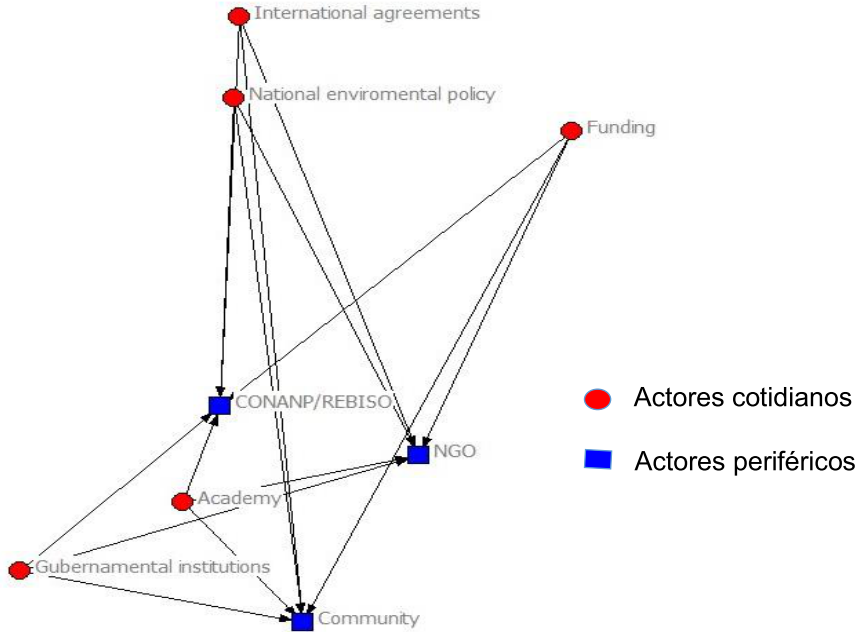 International agreements
National enviromental policy
Funding
CONANP/REBISO
Actores cotidianos
NGO
Actores periféricos
Academy
Gubernamental institutions
Community